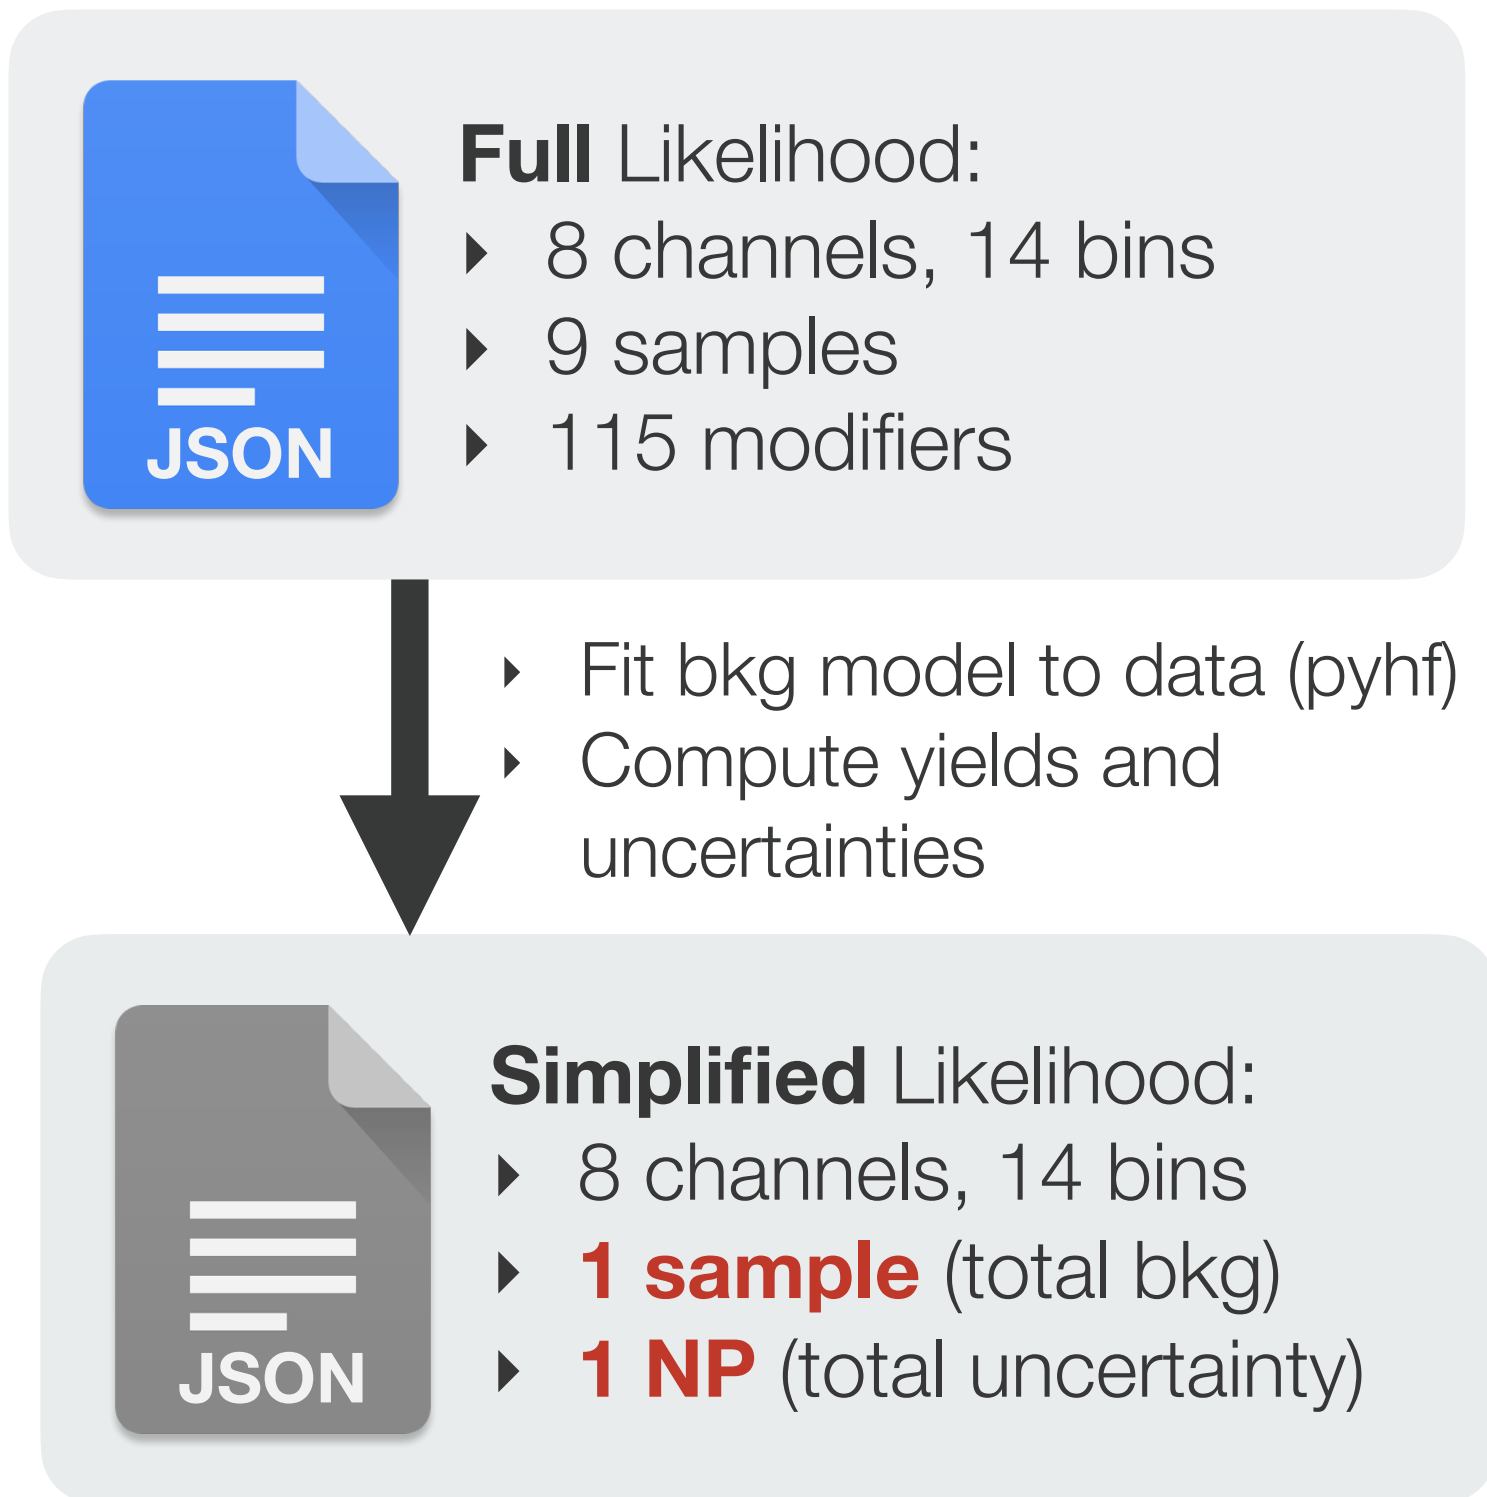 JSON
Full Likelihood:
‣ 8 channels, 14 bins
‣ 9 samples
‣ 115 modifiers
‣ Fit bkg model to data (pyhf)
‣ Compute yields and
uncertainties
JSON
Simplified Likelihood:
‣ 8 channels, 14 bins
‣ 1 sample (total bkg)
‣ 1 NP (total uncertainty)